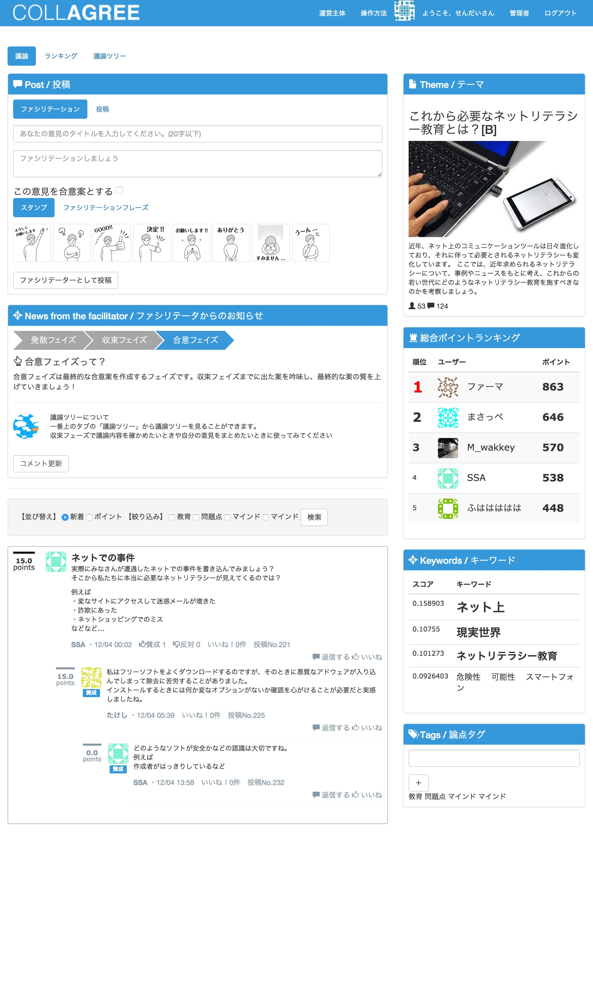 COLLAGREE
運営主体 操作方法 ようこそ、せんだいさん 管理者 ログアウト
議論 ランキング 議論ツリー
Post / 投稿
ファシリテーション 投稿
あなたの意見のタイトルを入力してください。(20字以下)
ファシリテーションしましょう
この意見を合意案とする
スタンプ ファシリテーションフレーズ
よろしく
お願いします
? ?
GOOD!!
決定!!
お願いします!!
ありがとう
すみません...
う〜ん...
ファシリテーターとして投稿
News from the facilitator / ファシリテータからのお知らせ
発散フェイズ 収束フェイズ 合意フェイズ
合意フェイズって？
合意フェイズは最終的な合意案を作成するフェイズです。収束フェイズまでに出た案を吟味し、最終的な案の質を上
げていきましょう！
議論ツリーについて
一番上のタブの「議論ツリー」から議論ツリーを見ることができます。
収束フェーズで議論内容を確かめたいときや自分の意見をまとめたいときに使ってみてください
コメント更新
【並び替え】 新着 ポイント 【絞り込み】 教育 問題点 マインド マインド 検索
15.0
points
ネットでの事件
実際にみなさんが遭遇したネットでの事件を書き込んでみましょう？
そこから私たちに本当に必要なネットリテラシーが見えてくるのでは？
例えば
・変なサイトにアクセスして迷惑メールが増きた
・詐欺にあった
・ネットショッピングでのミス
などなど...
SSA ・12/04 00:02 賛成 1 反対 0 いいね！0件 投稿No.221
返信する いいね
15.0
points
賛成
私はフリーソフトをよくダウンロードするのですが、そのときに悪質なアドウェアが入り込
んでしまって除去に苦労することがありました。
インストールするときには何か変なオプションがないか確認を心がけることが必要だと実感
しましたね。
たけし ・12/04 05:39 いいね！0件 投稿No.225
返信する いいね
0.0
points
賛成
どのようなソフトが安全かなどの認識は大切ですね。
例えば
作成者がはっきりしているなど
SSA ・12/04 13:58 いいね！0件 投稿No.232
返信する いいね
Theme / テーマ
これから必要なネットリテラシ
ー教育とは？[B]
近年、ネット上のコミュニケーションツールは日々進化し
ており、それに伴って必要とされるネットリテラシーも変
化しています。 ここでは、近年求められるネットリテラ
シーについて、事例やニュースをもとに考え、これからの
若い世代にどのようなネットリテラシー教育を施すべきな
のかを考察しましょう。
53 124
総合ポイントランキング
順位 ユーザー ポイント
1 ファーマ 863
2 まさっぺ 646
3 M_wakkey 570
4 SSA 538
5 ふははははは 448
Keywords / キーワード
スコア キーワード
0.158903 ネット上
0.10755 現実世界
0.101273 ネットリテラシー教育
0.0926403 危険性 可能性 スマートフォ
ン
Tags / 論点タグ
+
教育 問題点 マインド マインド